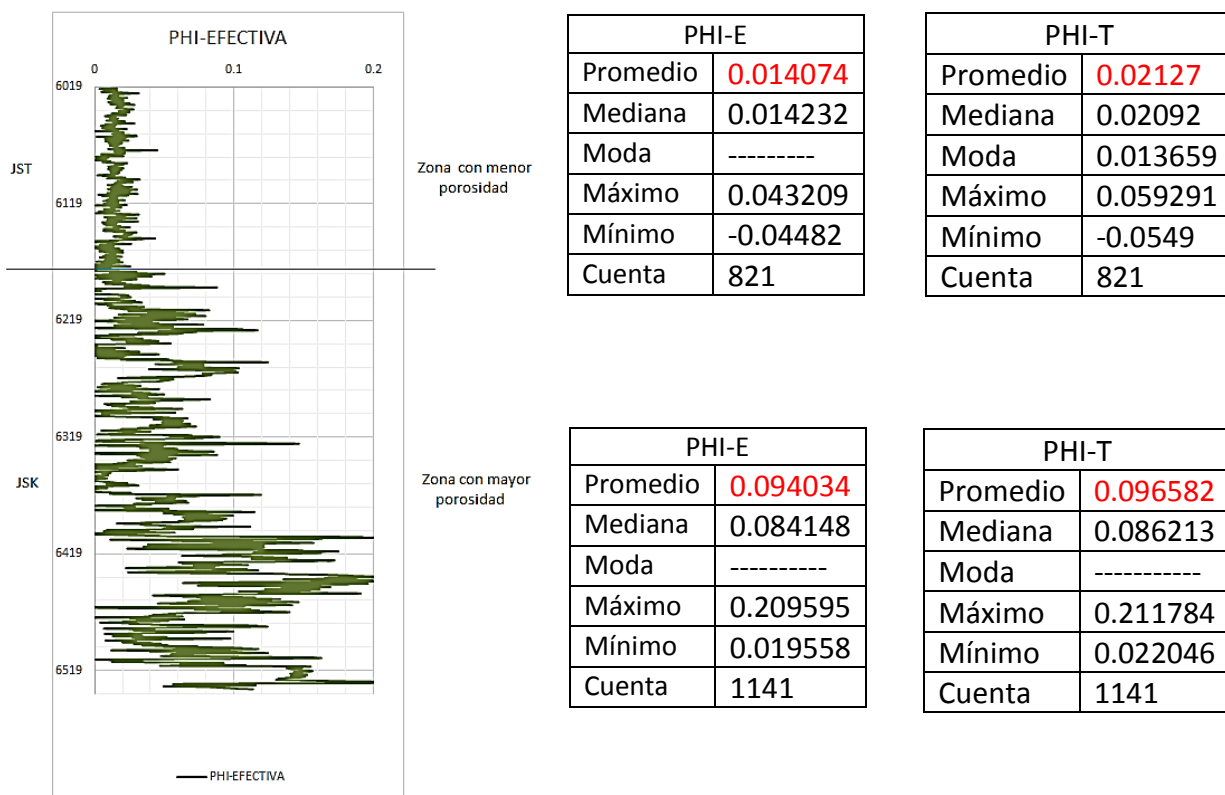 PHI-EFECTIVA
0 0.1 0.2
6019
JST
6119
6219
6319
JSK
6419
6519
PHI-EFECTIVA
Zona con menor
porosidad
Zona con mayor
porosidad
PHI-E
Promedio 0.014074
Mediana 0.014232
Moda ---------
Máximo 0.043209
Mínimo -0.04482
Cuenta 821
PHI-T
Promedio 0.02127
Mediana 0.02092
Moda 0.013659
Máximo 0.059291
Mínimo -0.0549
Cuenta 821
PHI-E
Promedio 0.094034
Mediana 0.084148
Moda ----------
Máximo 0.209595
Mínimo 0.019558
Cuenta 1141
PHI-T
Promedio 0.096582
Mediana 0.086213
Moda -----------
Máximo 0.211784
Mínimo 0.022046
Cuenta 1141